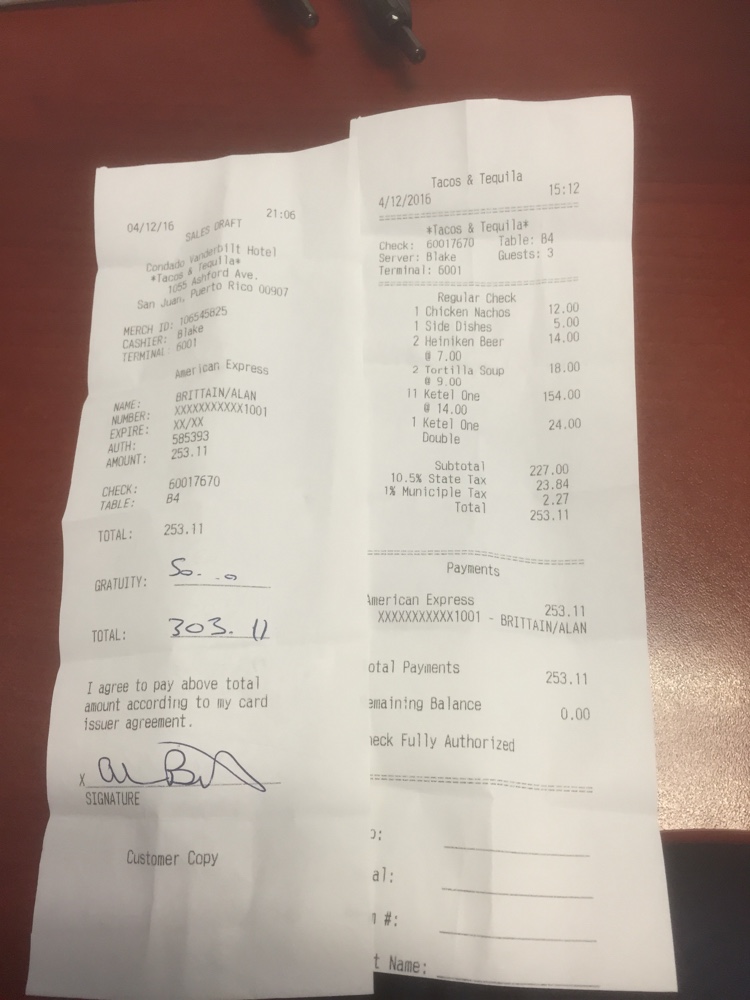 04/12/16 21:06
SALES DRAFT
Condado Vanderbilt Hotel
*Tacos & Tequila*
1055 Ashford Ave.
San Juan, Puerto Rico 00907
MERCH ID: 106545825
CASHIER: Blake
TERMINAL: 6001
American Express
NAME: BRITTAIN/ALAN
NUMBER: XXXXXXXXXXX1001
EXPIRE: XX/XX
AUTH: 585393
AMOUNT: 253.11
CHECK: 60017670
TABLE: B4
TOTAL: 253.11
GRATUITY: 50.
TOTAL: 303.11
I agree to pay above total
amount according to my card
issuer agreement.
X
SIGNATURE
Customer Copy
Tacos & Tequila
4/12/2016 15:12
*Tacos & Tequila*
Check: 60017670 Table: B4
Server: Blake Guests: 3
Terminal: 6001
Regular Check
1 Chicken Nachos 12.00
1 Side Dishes 5.00
2 Heiniken Beer 14.00
@ 7.00
2 Tortilla Soup 18.00
@ 9.00
11 Ketel One 154.00
@ 14.00
1 Ketel One 24.00
Double
Subtotal 227.00
10.5% State Tax 23.84
1% Municiple Tax 2.27
Total 253.11
Payments
American Express 253.11
XXXXXXXXXXX1001 - BRITTAIN/ALAN
otal Payments 253.11
emaining Balance 0.00
heck Fully Authorized
p:
al:
#:
t Name: